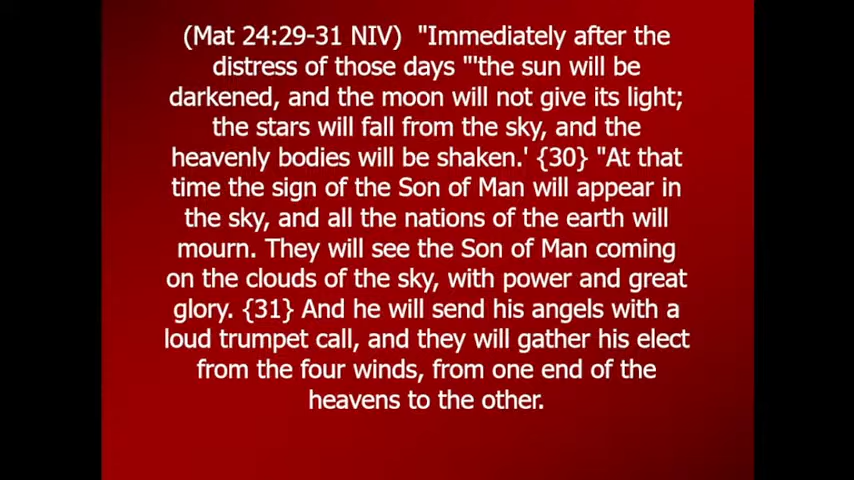 (Mat 24:29-31 NIV)  "Immediately after the
distress of those days "'the sun will be
darkened, and the moon will not give its light;
the stars will fall from the sky, and the
heavenly bodies will be shaken.' {30} "At that
time the sign of the Son of Man will appear in
the sky, and all the nations of the earth will
mourn. They will see the Son of Man coming
on the clouds of the sky, with power and great
glory. {31} And he will send his angels with a
loud trumpet call, and they will gather his elect
from the four winds, from one end of the
heavens to the other.